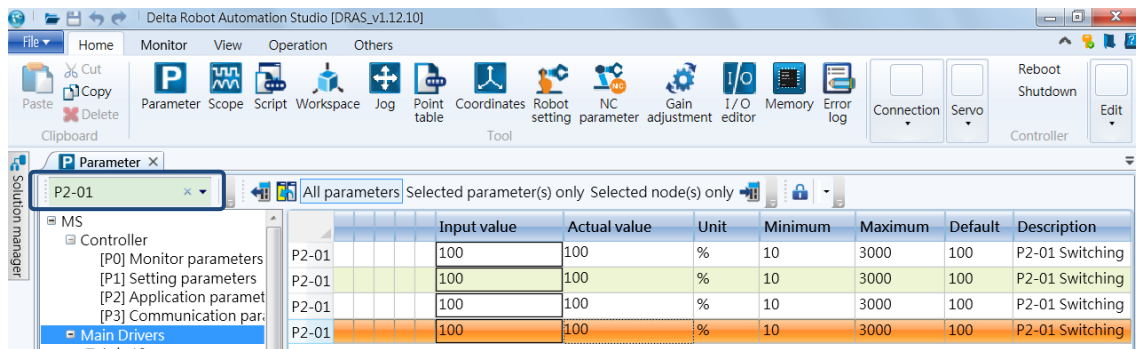 Delta Robot Automation Studio [DRAS_v1.12.10]
File Home Monitor View Operation Others
Paste Cut Copy Delete
Clipboard
Parameter Scope Script Workspace Jog Point table Coordinates Robot setting NC parameter Gain adjustment I/O editor Memory Error log
Tool
Connection Servo
Reboot
Shutdown
Controller
Edit
Solution manager
Parameter
P2-01
All parameters Selected parameter(s) only Selected node(s) only
MS
Controller
[P0] Monitor parameters
[P1] Setting parameters
[P2] Application paramet
[P3] Communication par
Main Drivers
Input value Actual value Unit Minimum Maximum Default Description
P2-01 100 100 % 10 3000 100 P2-01 Switching
P2-01 100 100 % 10 3000 100 P2-01 Switching
P2-01 100 100 % 10 3000 100 P2-01 Switching
P2-01 100 100 % 10 3000 100 P2-01 Switching